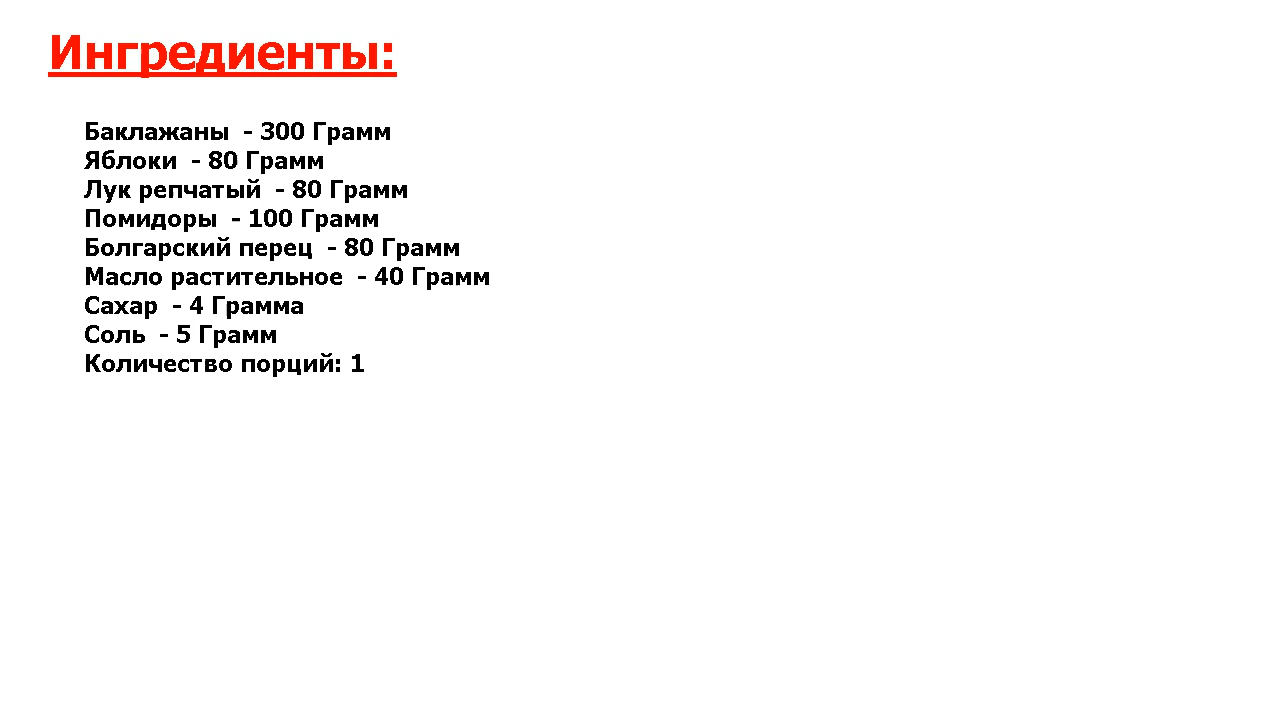 Ингредиенты:
Баклажаны - 300 Грамм
Яблоки - 80 Грамм
Лук репчатый - 80 Грамм
Помидоры - 100 Грамм
Болгарский перец - 80 Грамм
Масло растительное - 40 Грамм
Сахар - 4 Грамма
Соль - 5 Грамм
Количество порций: 1